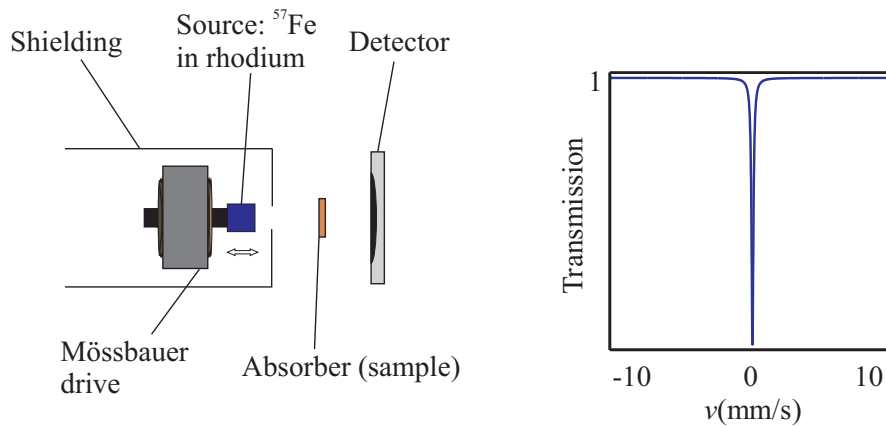 Shielding
Source: ⁵⁷Fe
in rhodium
Detector
Mössbauer
drive
Absorber (sample)
1
Transmission
-10 0 10
v(mm/s)